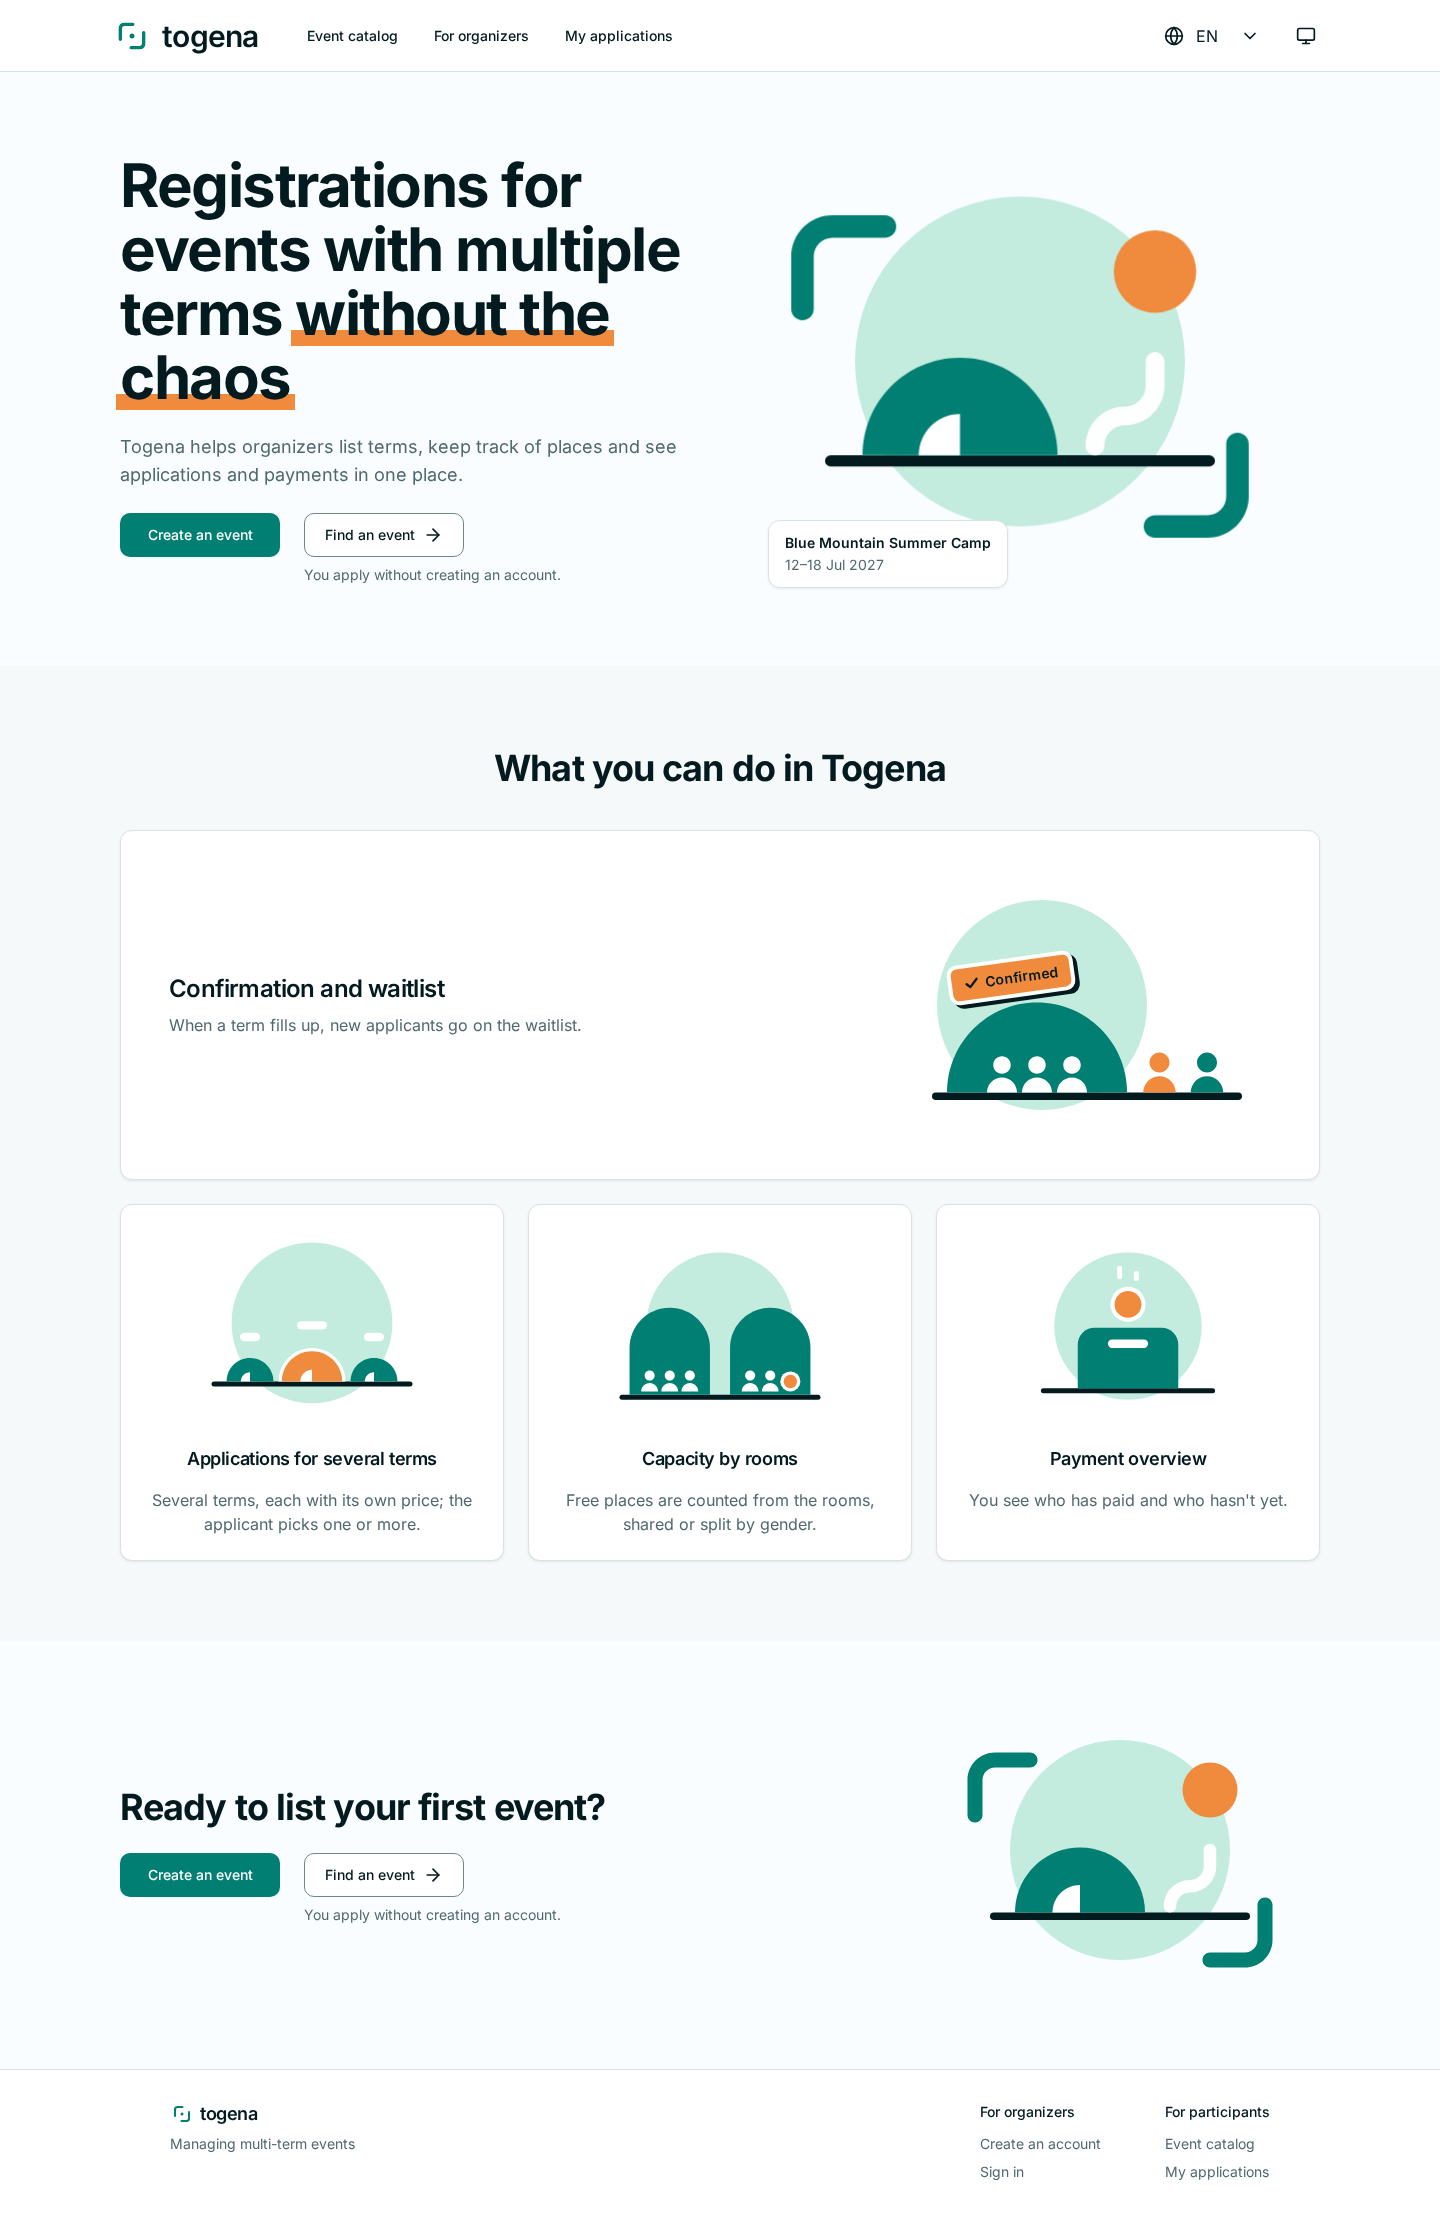 togena
Event catalog
For organizers
My applications
EN
Registrations for
events with multiple
terms without the
chaos
Togena helps organizers list terms, keep track of places and see
applications and payments in one place.
Create an event
Find an event
You apply without creating an account.
Blue Mountain Summer Camp
12–18 Jul 2027
What you can do in Togena
Confirmation and waitlist
When a term fills up, new applicants go on the waitlist.
Confirmed
Applications for several terms
Several terms, each with its own price; the
applicant picks one or more.
Capacity by rooms
Free places are counted from the rooms,
shared or split by gender.
Payment overview
You see who has paid and who hasn't yet.
Ready to list your first event?
Create an event
Find an event
You apply without creating an account.
togena
Managing multi-term events
For organizers
Create an account
Sign in
For participants
Event catalog
My applications